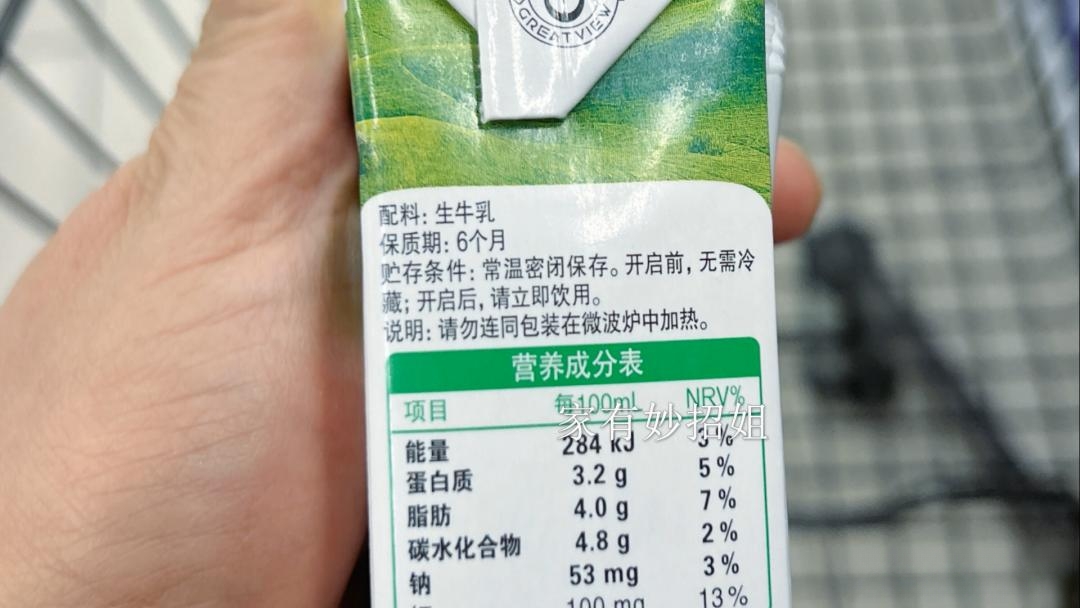 GREATVIEW
配料: 生牛乳
保质期: 6个月
贮存条件: 常温密闭保存。开启前, 无需冷
藏; 开启后, 请立即饮用。
说明: 请勿连同包装在微波炉中加热。
营养成分表
项目 每100mL NRV%
家有妙招姐
能量 284 kJ 3%
蛋白质 3.2 g 5%
脂肪 4.0 g 7%
碳水化合物 4.8 g 2%
钠 53 mg 3%
100 mg 13%